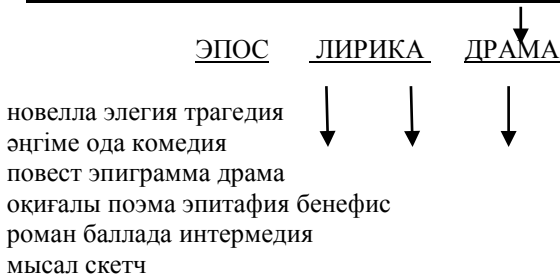 ЭПОС ЛИРИКА ДРАМА
новелла элегия трагедия
әңгіме ода комедия
повест эпиграмма драма
оқиғалы поэма эпитафия бенефис
роман баллада интермедия
мысал скетч